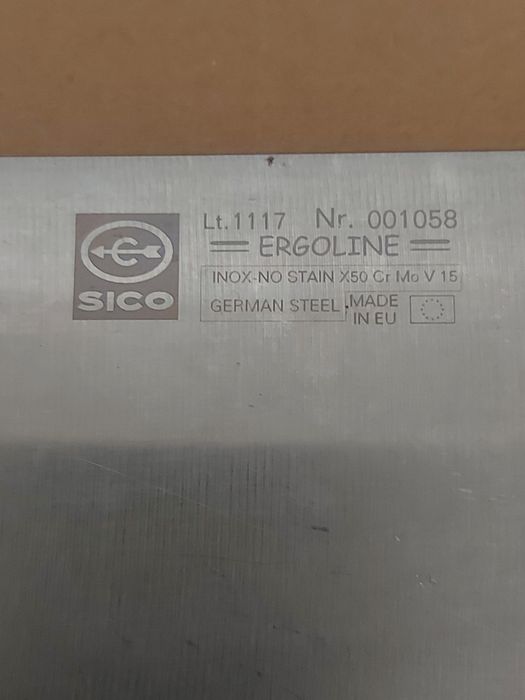 Lt.1117 Nr. 001058
ERGOLINE
INOX-NO STAIN X50 Cr Mo V 15
GERMAN STEEL.
MADE
IN EU
C
SICO